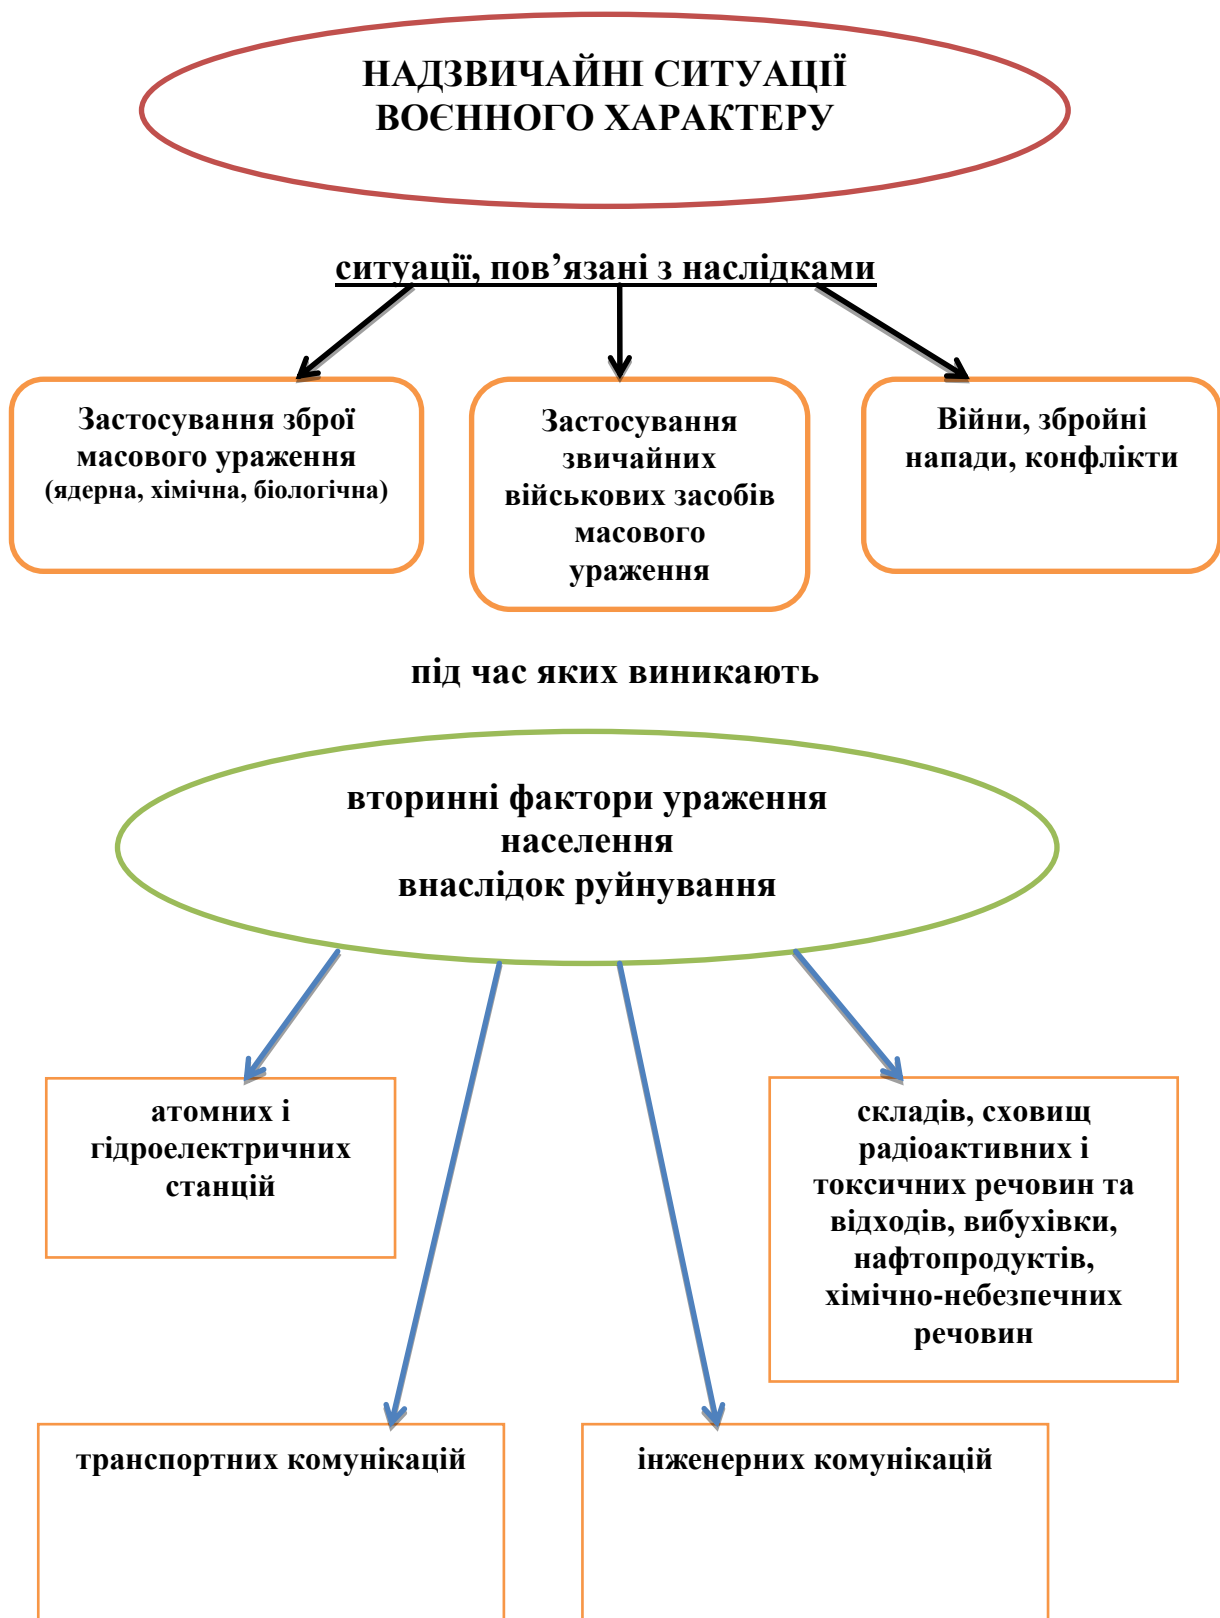 НАДЗВИЧАЙНІ СИТУАЦІЇ
ВОЄННОГО ХАРАКТЕРУ
ситуації, пов’язані з наслідками
Застосування зброї
масового ураження
(ядерна, хімічна, біологічна)
Застосування
звичайних
військових засобів
масового
ураження
Війни, збройні
напади, конфлікти
під час яких виникають
вторинні фактори ураження
населення
внаслідок руйнування
атомних і
гідроелектричних
станцій
складів, сховищ
радіоактивних і
токсичних речовин та
відходів, вибухівки,
нафтопродуктів,
хімічно-небезпечних
речовин
транспортних комунікацій
інженерних комунікацій